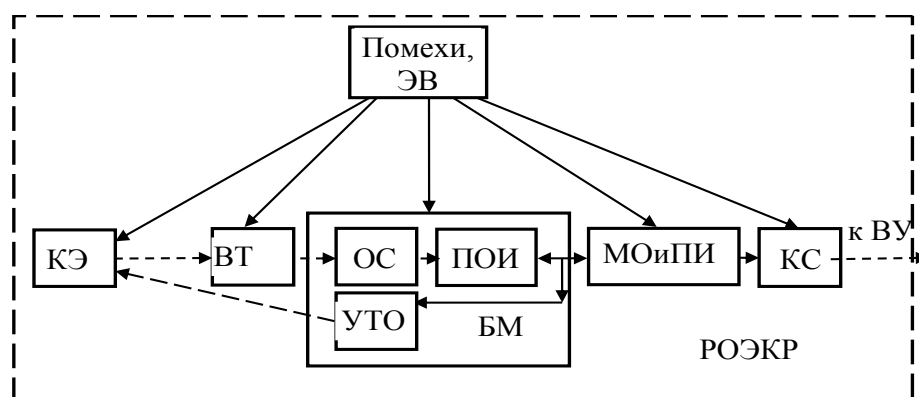 Помехи,
ЭВ
к ВУ
КЭ
ВТ
ОС
ПОИ
МОиПИ
КС
УТО
БМ
РОЭКР